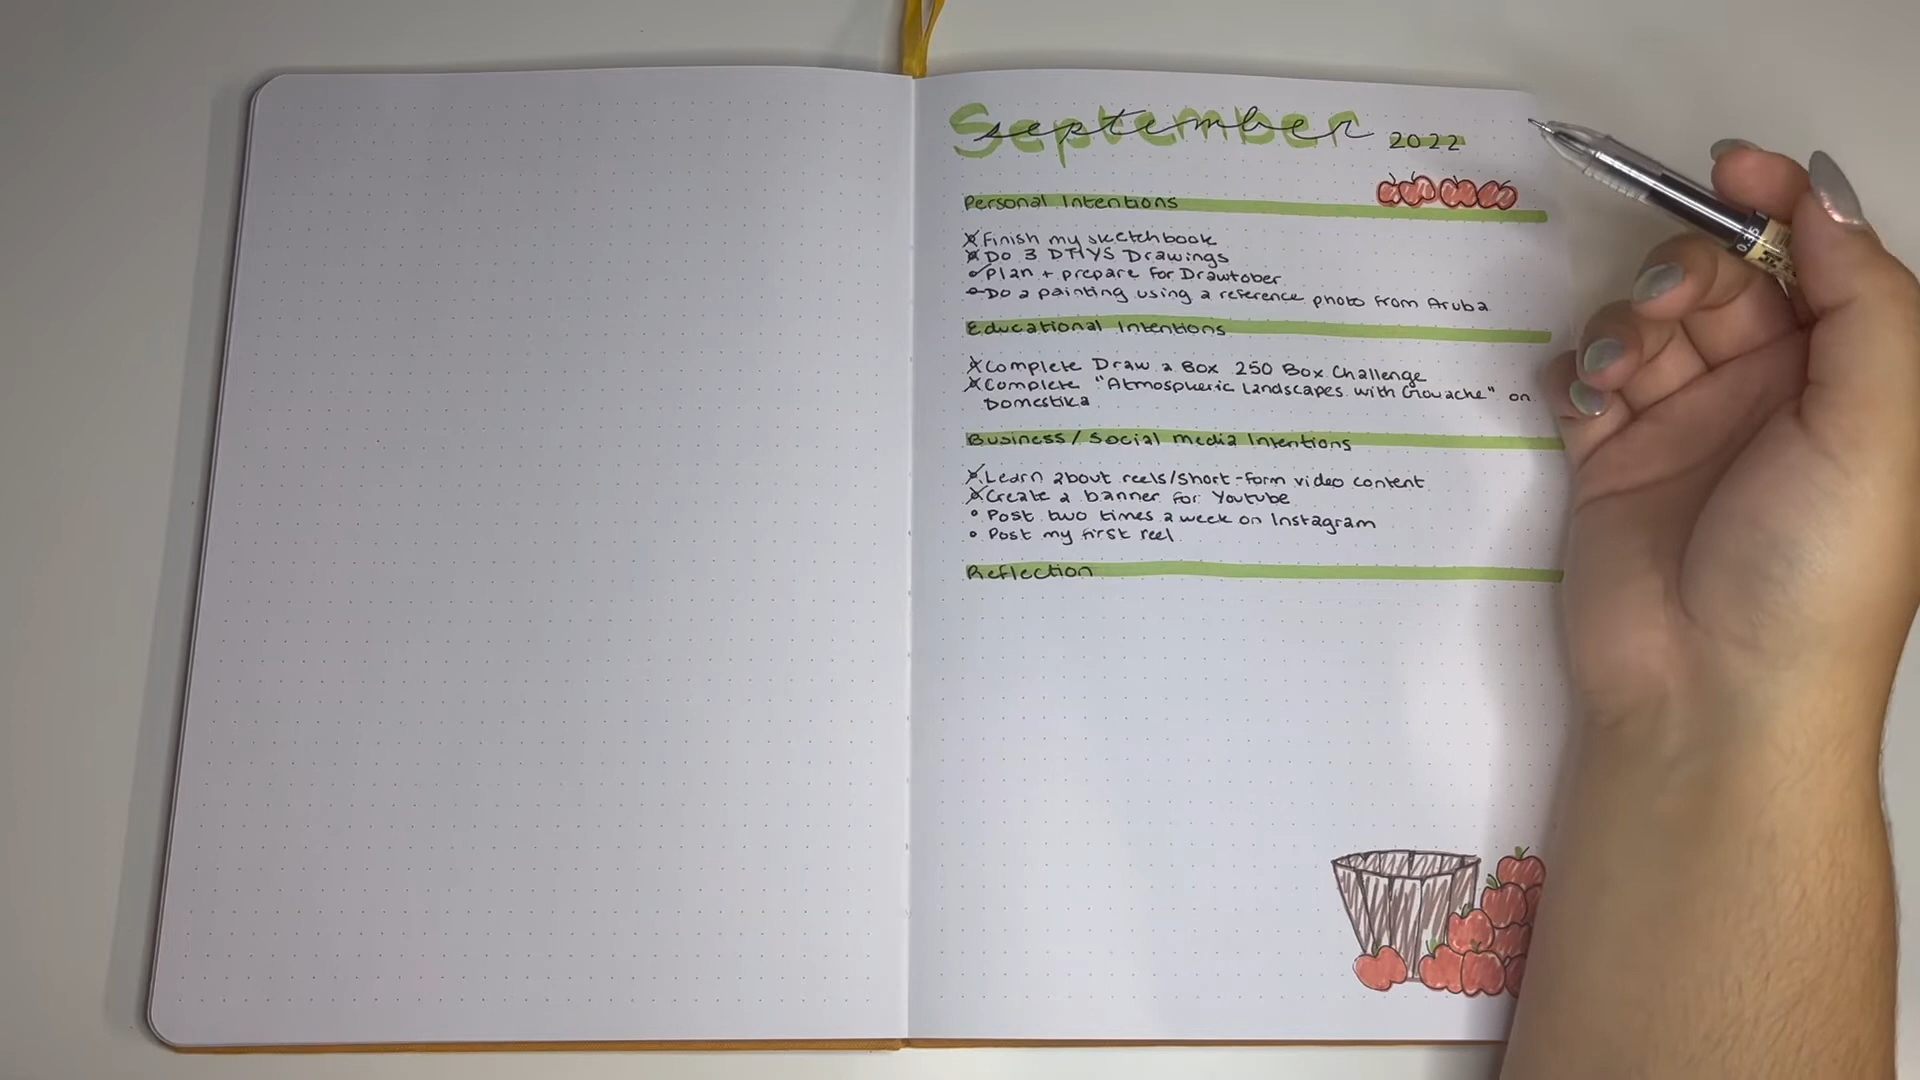 September
september 2022
Personal Intentions
Finish my sketchbook
Do 3 DTIYS Drawings
Plan + prepare for Drawtober
Do a painting using a reference photo from Aruba
Educational Intentions
Complete Draw a Box 250 Box Challenge
Complete "Atmospheric Landscapes with Gouache" on
Domestika
Business/Social media Intentions
Learn about reels/short-form video content
Create a banner for Youtube
Post two times a week on Instagram
Post my first reel
Reflection
0.35